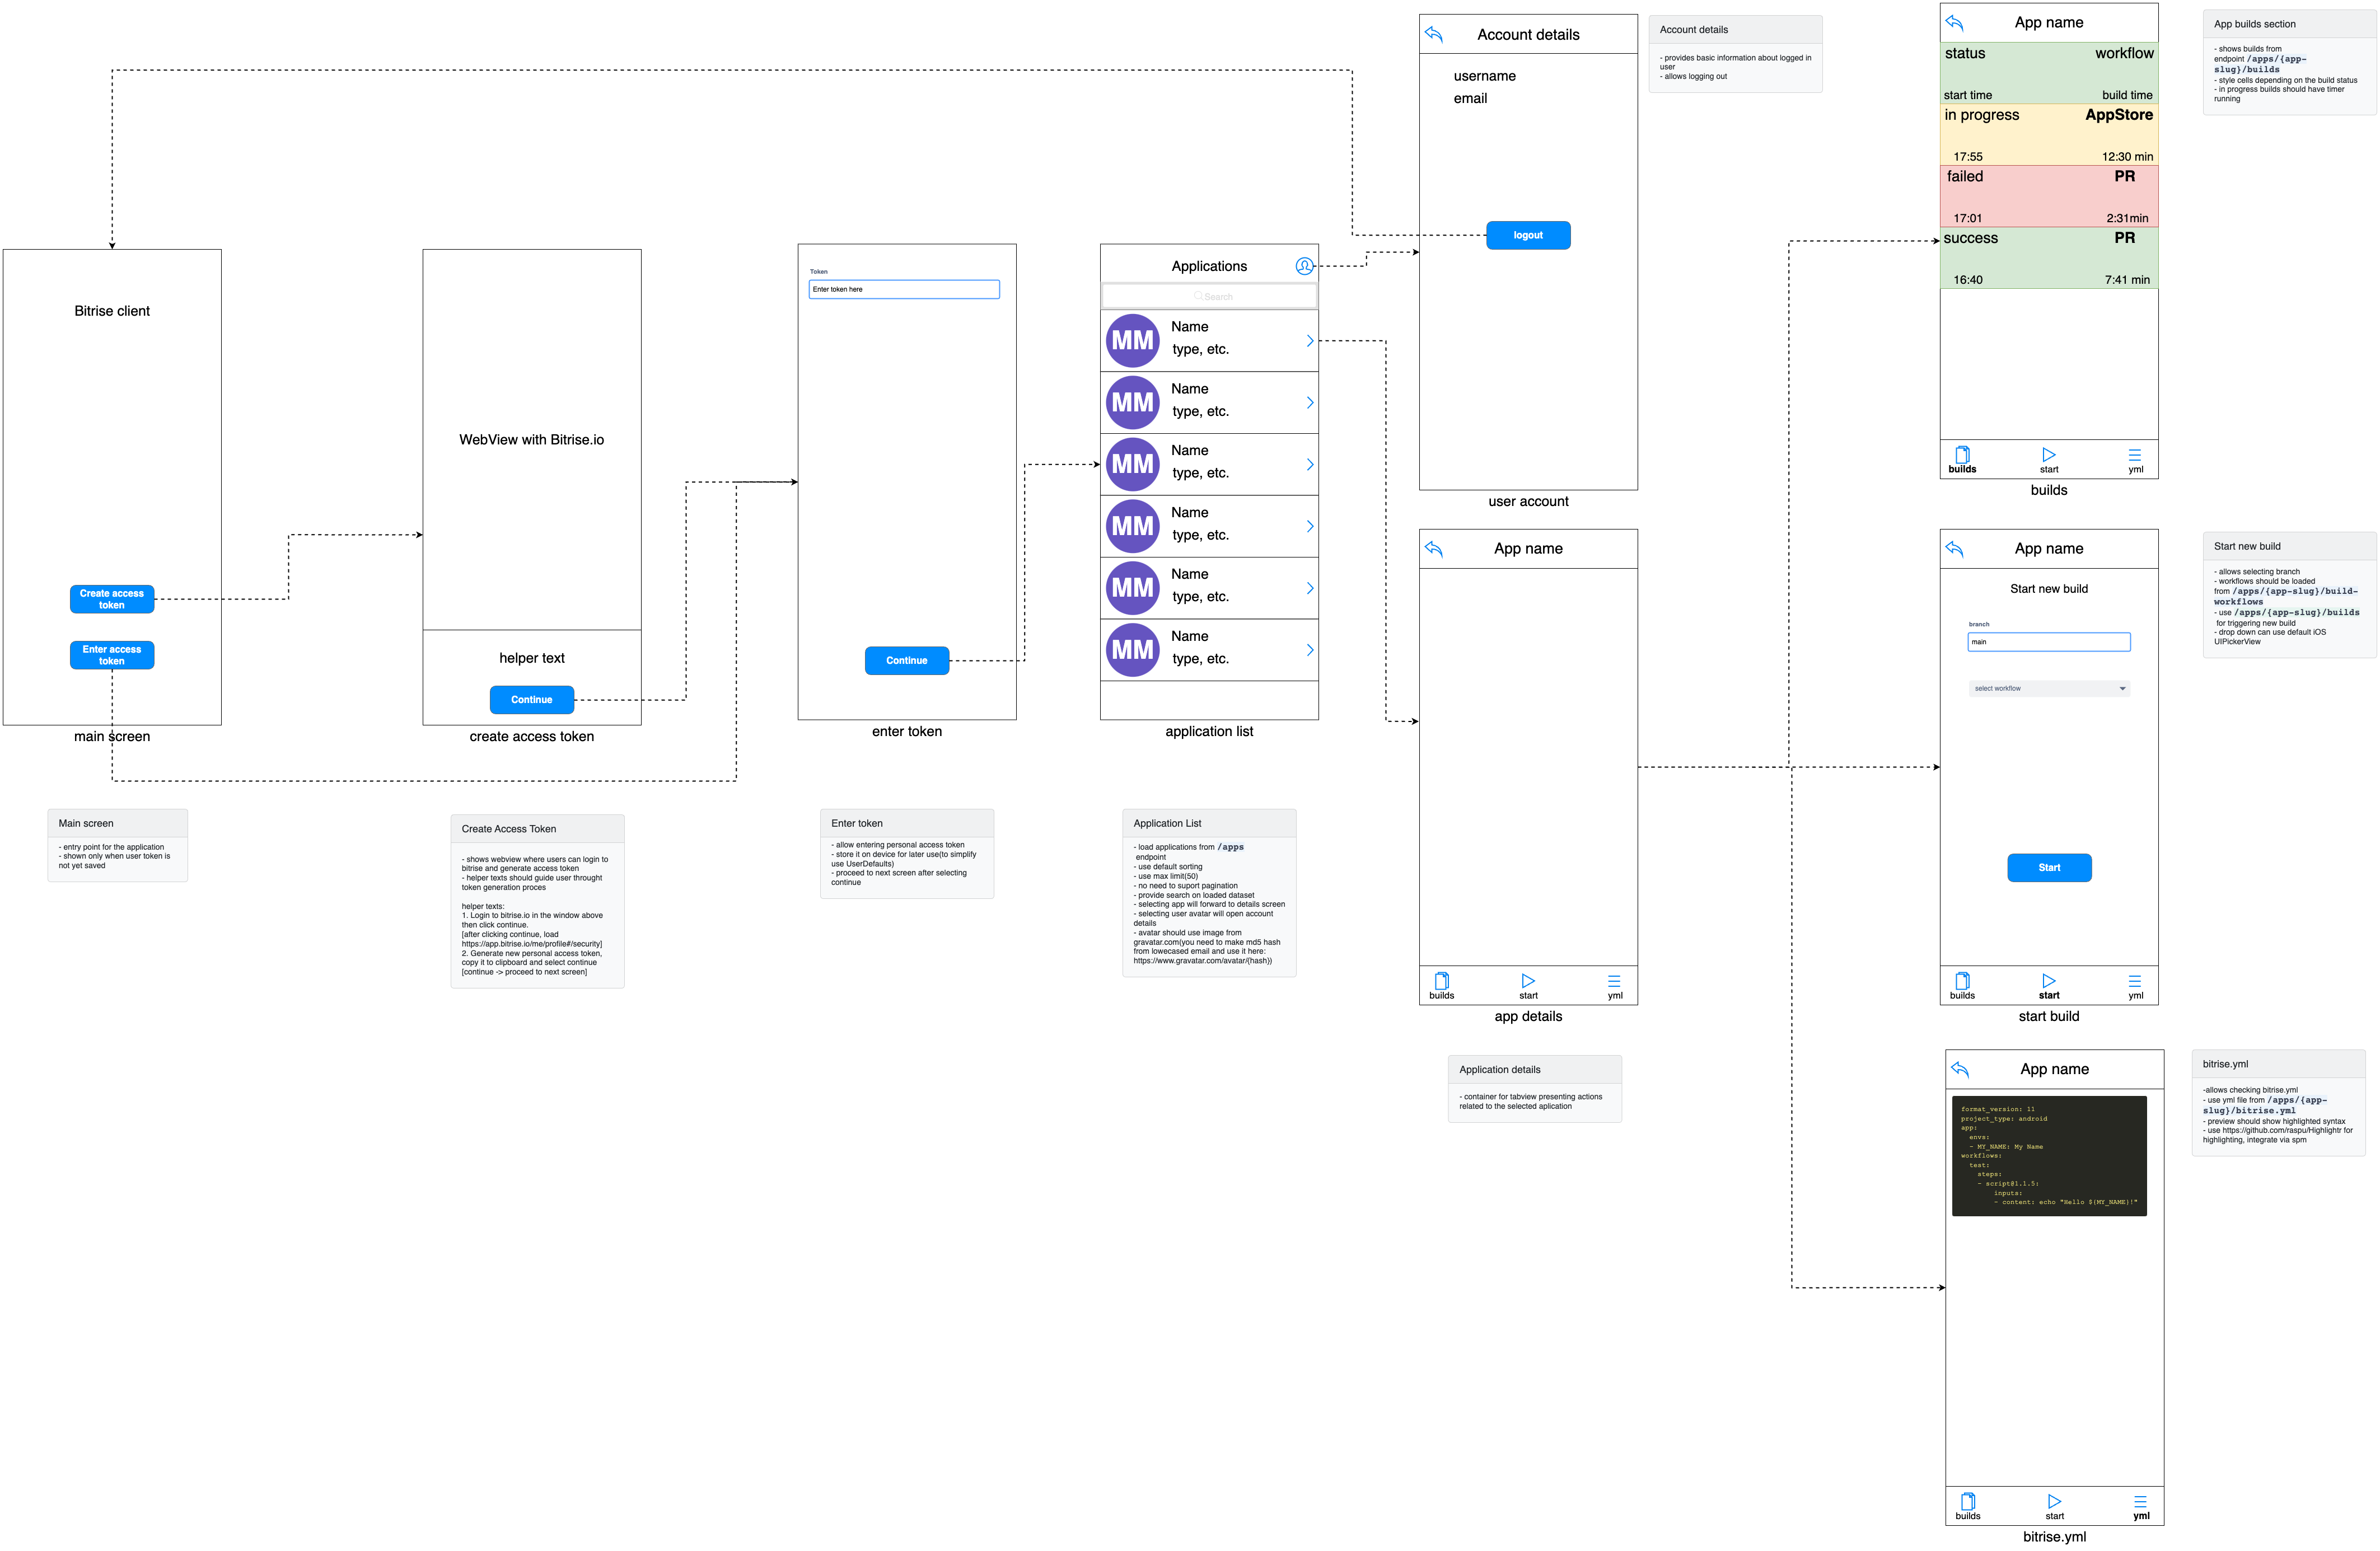 Bitrise client
Create access
token
Enter access
token
main screen
Main screen
- entry point for the application
- shown only when user token is
not yet saved
WebView with Bitrise.io
helper text
Continue
create access token
Create Access Token
- shows webview where users can login to
bitrise and generate access token
- helper texts should guide user throught
token generation proces
helper texts:
1. Login to bitrise.io in the window above
then click continue.
[after clicking continue, load
https://app.bitrise.io/me/profile#/security]
2. Generate new personal access token,
copy it to clipboard and select continue
[continue -> proceed to next screen]
Token
Enter token here
Continue
enter token
Enter token
- allow entering personal access token
- store it on device for later use(to simplify
use UserDefaults)
- proceed to next screen after selecting
continue
Applications
Search
MM
Name
type, etc.
MM
Name
type, etc.
MM
Name
type, etc.
MM
Name
type, etc.
MM
Name
type, etc.
MM
Name
type, etc.
application list
Application List
- load applications from /apps
endpoint
- use default sorting
- use max limit(50)
- no need to suport pagination
- provide search on loaded dataset
- selecting app will forward to details screen
- selecting user avatar will open account
details
- avatar should use image from
gravatar.com(you need to make md5 hash
from lowecased email and use it here:
https://www.gravatar.com/avatar/{hash})
Account details
username
email
logout
user account
Account details
- provides basic information about logged in
user
- allows logging out
App name
builds
start
yml
app details
Application details
- container for tabview presenting actions
related to the selected aplication
App name
status workflow
start time build time
in progress AppStore
17:55 12:30 min
failed PR
17:01 2:31min
success PR
16:40 7:41 min
builds
start
yml
builds
App builds section
- shows builds from
endpoint /apps/{app-
slug}/builds
- style cells depending on the build status
- in progress builds should have timer
running
App name
Start new build
branch
main
select workflow
Start
builds
start
yml
start build
Start new build
- allows selecting branch
- workflows should be loaded
from /apps/{app-slug}/build-
workflows
- use /apps/{app-slug}/builds
for triggering new build
- drop down can use default iOS
UIPickerView
App name
format_version: 11
project_type: android
app:
envs:
- MY_NAME: My Name
workflows:
test:
steps:
- script@1.1.5:
inputs:
- content: echo "Hello ${MY_NAME}!"
builds
start
yml
bitrise.yml
bitrise.yml
-allows checking bitrise.yml
- use yml file from /apps/{app-
slug}/bitrise.yml
- preview should show highlighted syntax
- use https://github.com/raspu/Highlightr for
highlighting, integrate via spm